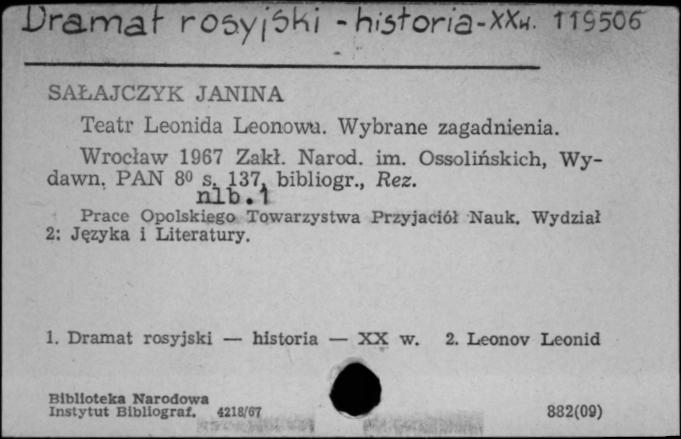 Dramat rosyjski - historia - XXw. 119506
SAŁAJCZYK JANINA
Teatr Leonida Leonowa. Wybrane zagadnienia.
Wrocław 1967 Zakł. Narod. im. Ossolińskich, Wy-
dawn. PAN 8⁰ s. 137, bibliogr., Rez.
nlb.1
Prace Opolskiego Towarzystwa Przyjaciół Nauk. Wydział
2: Języka i Literatury.
1. Dramat rosyjski — historia — XX w. 2. Leonov Leonid
Biblioteka Narodowa
Instytut Bibliograf. 4218/67 882(09)